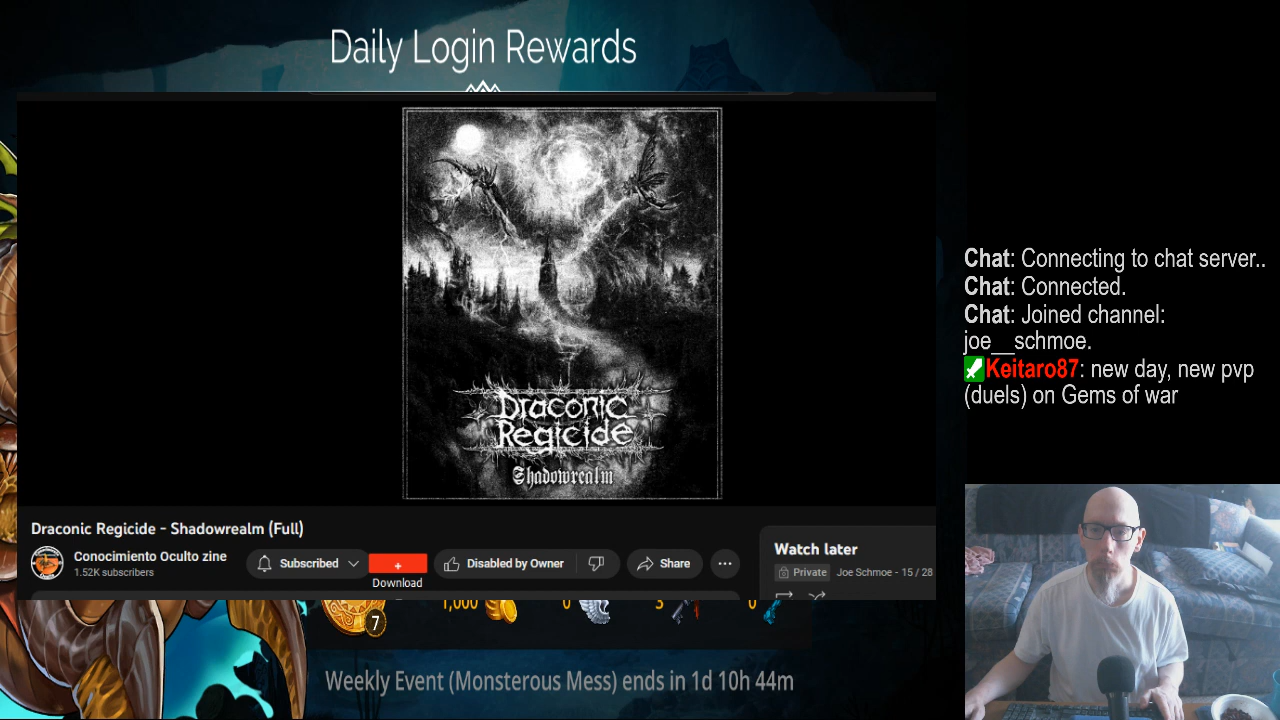 Daily Login Rewards
Draconic
Regicide
Shadowrealm
Draconic Regicide - Shadowrealm (Full)
Conocimiento Oculto zine
1.52K subscribers
Subscribed
+
Download
Disabled by Owner
Share
Watch later
Private
Joe Schmoe - 15 / 28
7
1,000
0
3
0
Weekly Event (Monsterous Mess) ends in 1d 10h 44m
Chat: Connecting to chat server..
Chat: Connected.
Chat: Joined channel:
joe__schmoe.
Keitaro87: new day, new pvp
(duels) on Gems of war